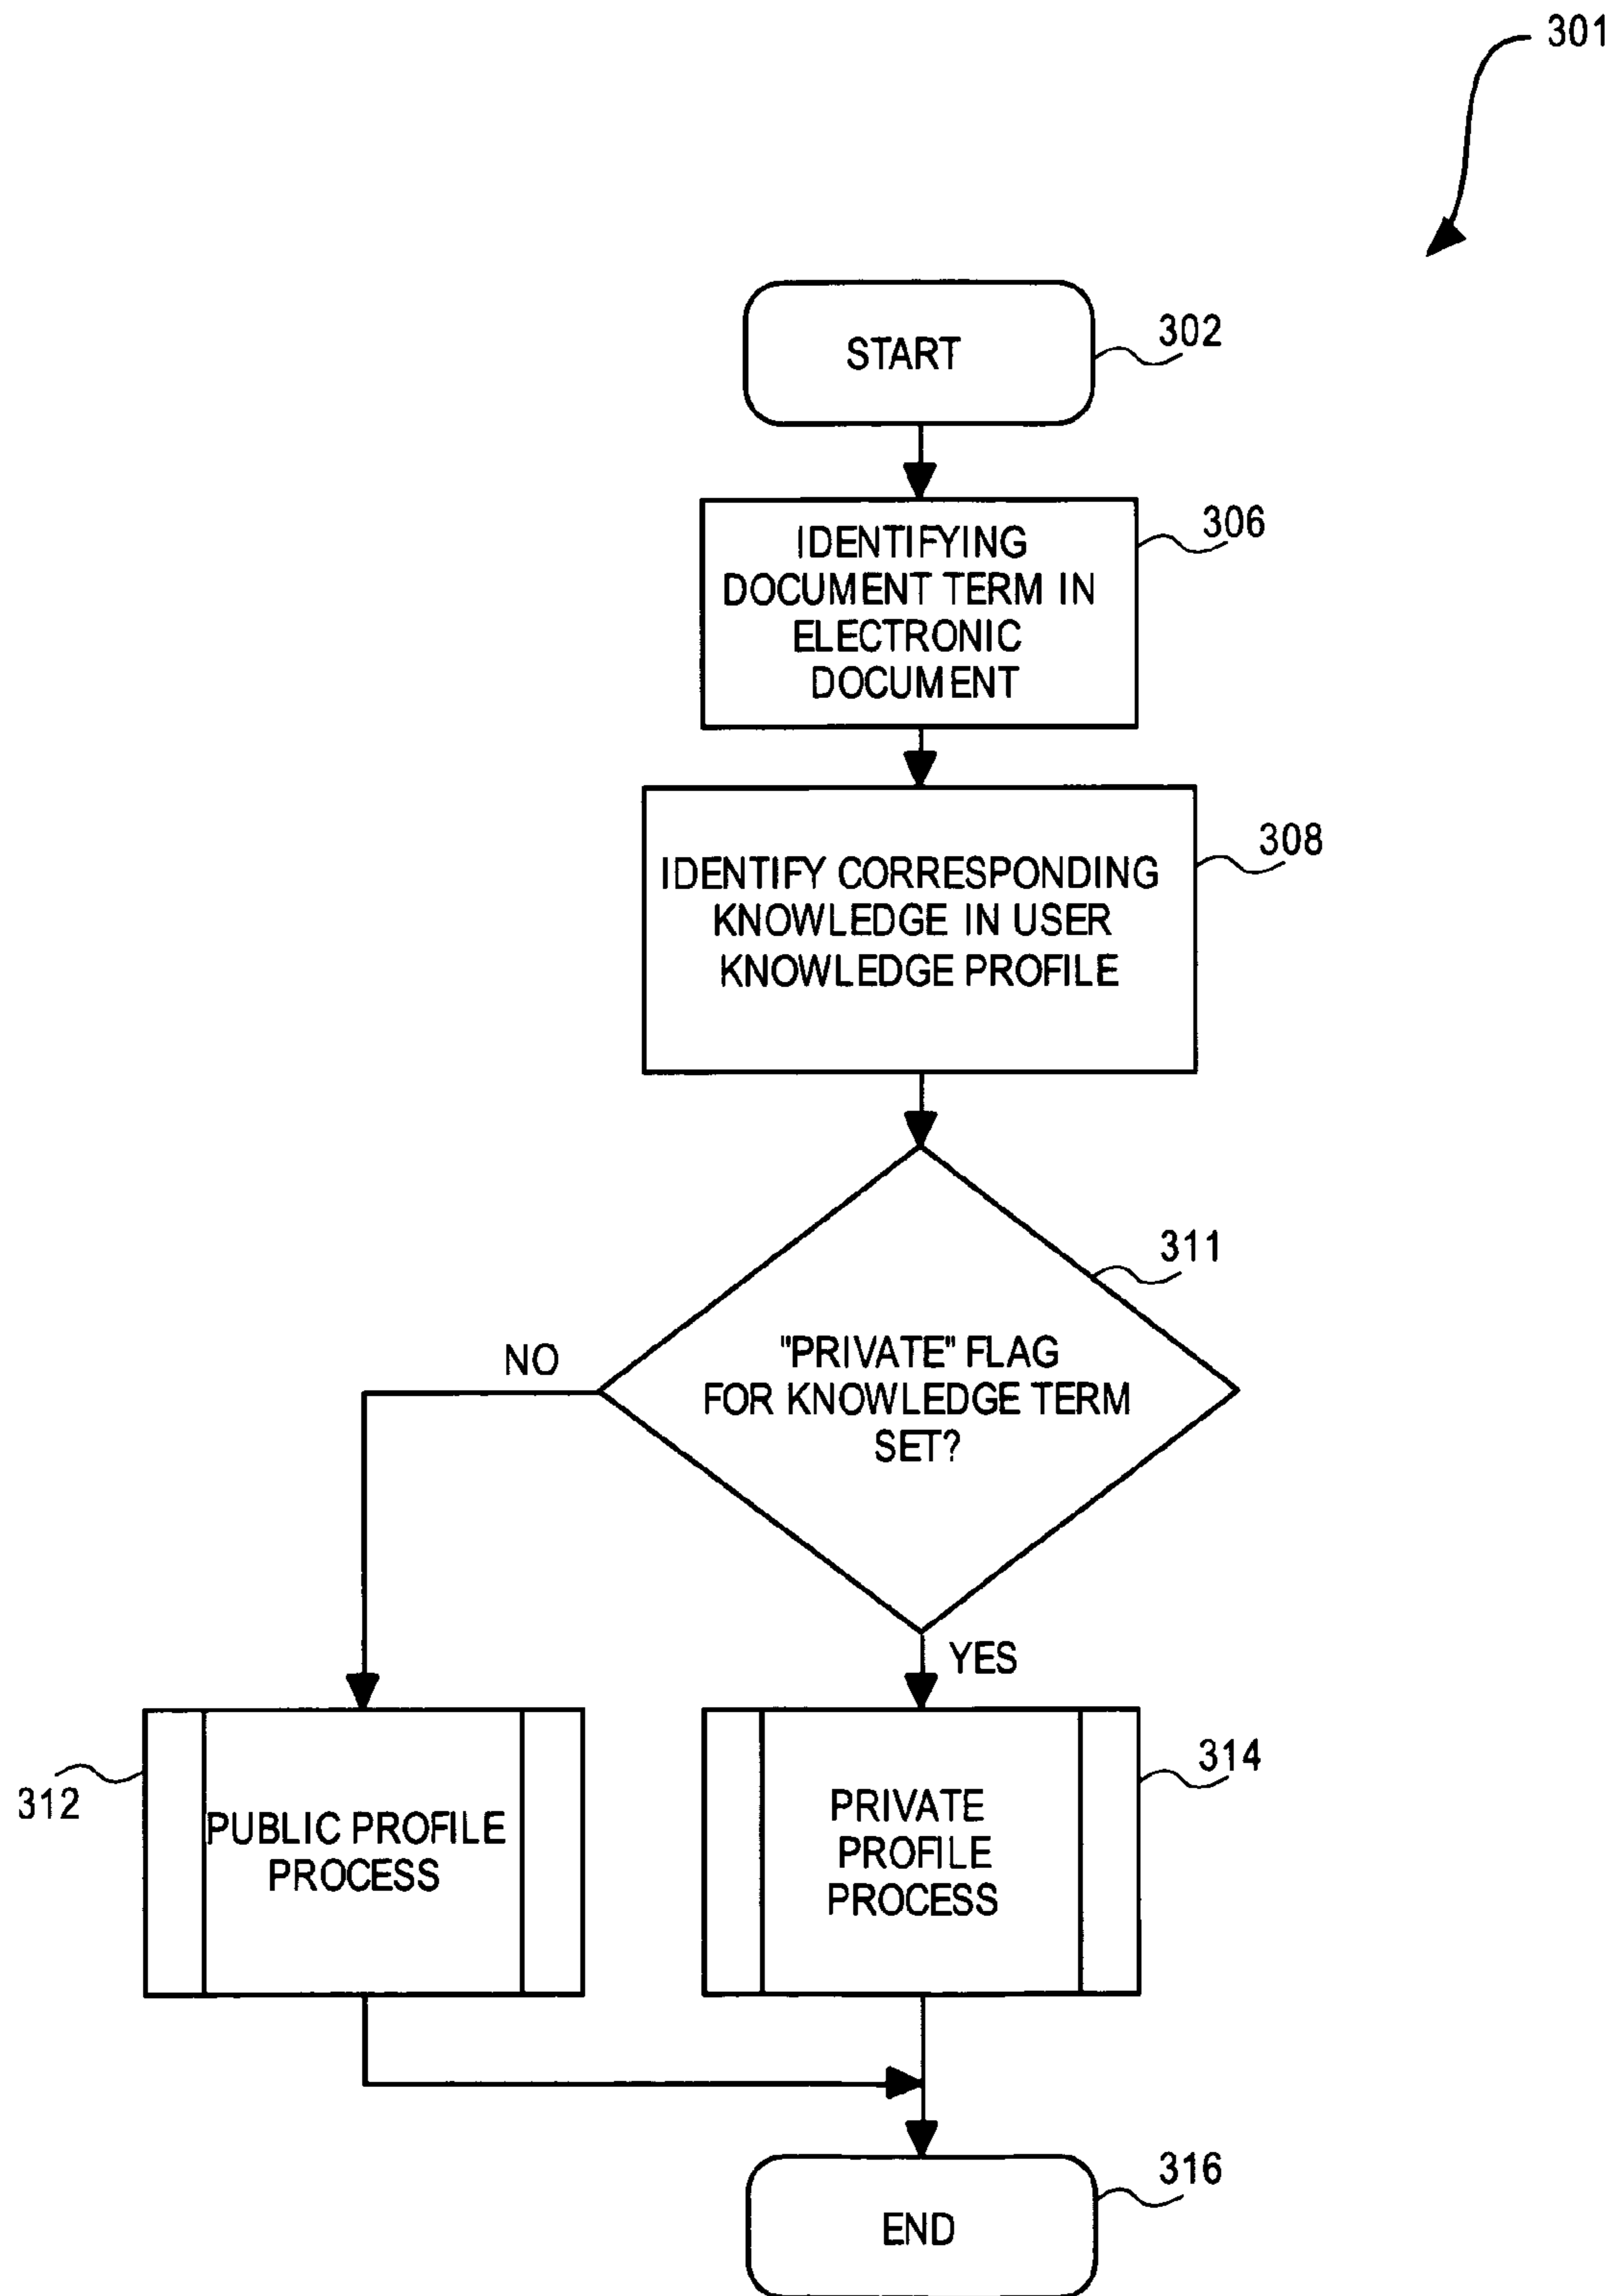 301
START
302
IDENTIFYING
DOCUMENT TERM IN
ELECTRONIC
DOCUMENT
306
IDENTIFY CORRESPONDING
KNOWLEDGE IN USER
KNOWLEDGE PROFILE
308
"PRIVATE" FLAG
FOR KNOWLEDGE TERM
SET?
311
NO
YES
312
PUBLIC PROFILE
PROCESS
PRIVATE
PROFILE
PROCESS
314
END
316